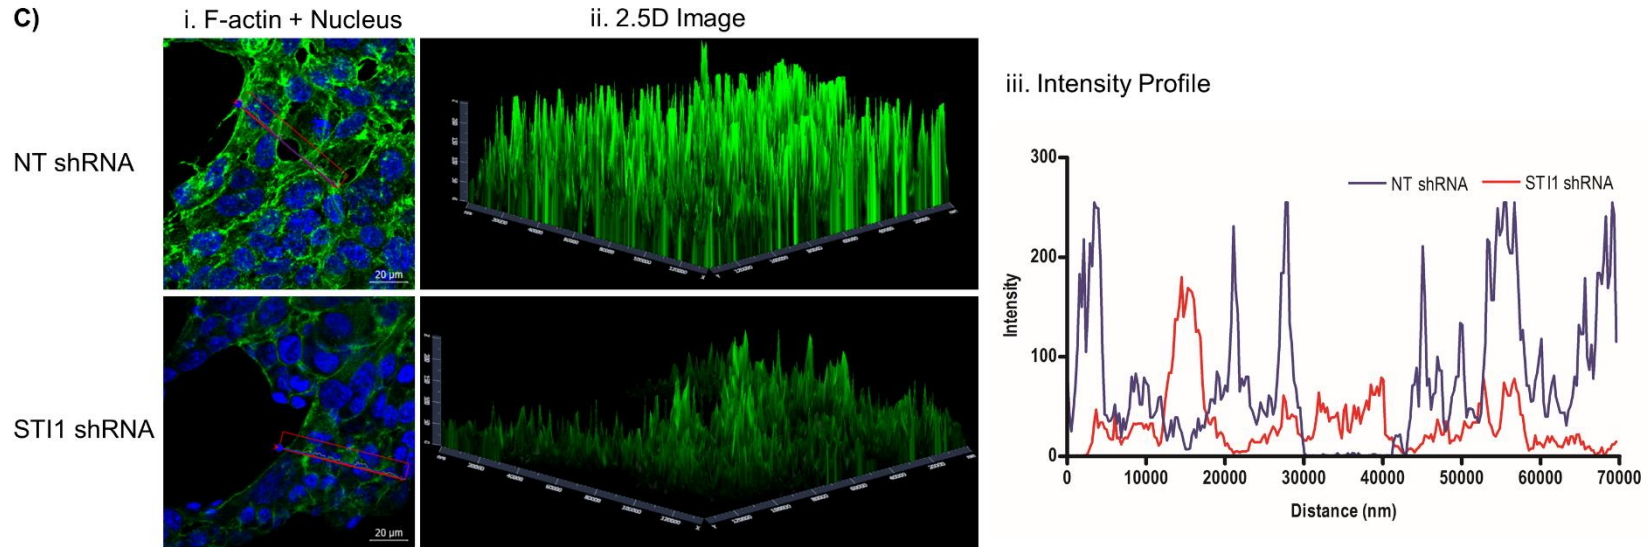 C)
i. F-actin + Nucleus
ii. 2.5D Image
iii. Intensity Profile
NT shRNA
20 µm
STI1 shRNA
20 µm
300
200
100
0
Intensity
NT shRNA
STI1 shRNA
0 10000 20000 30000 40000 50000 60000 70000
Distance (nm)